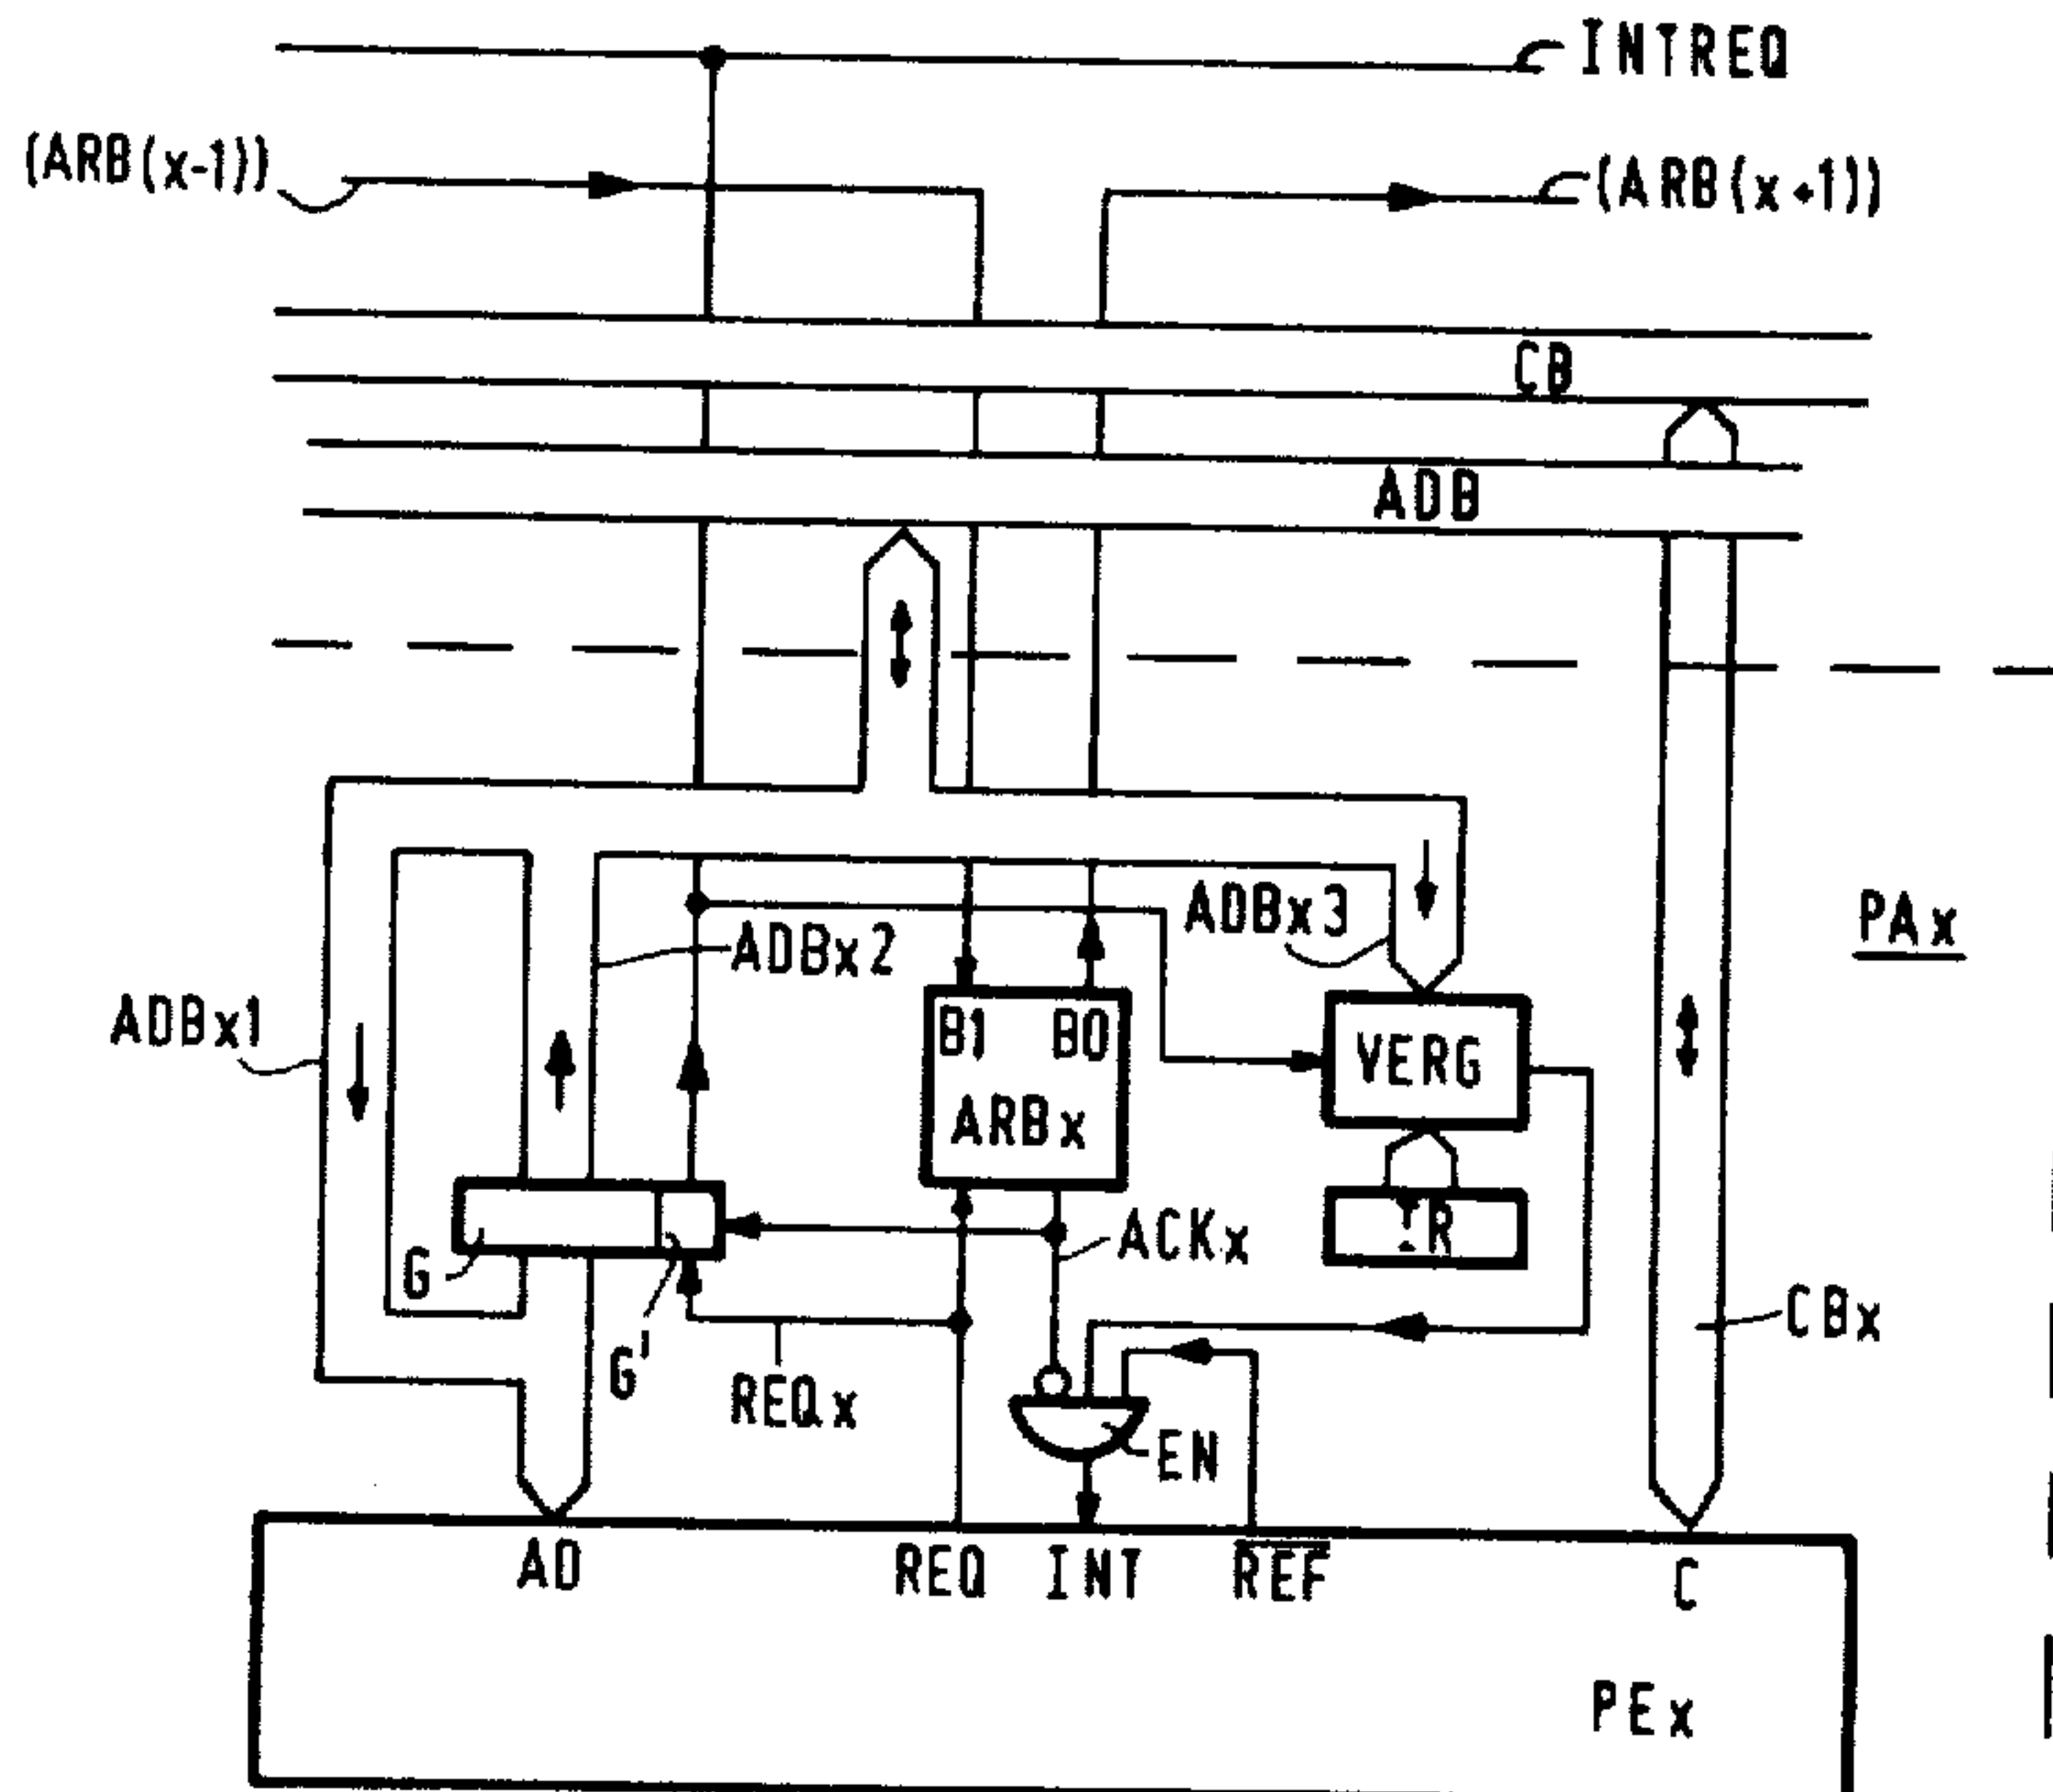 INTREQ
(ARB(x-1))
(ARB(x+1))
CB
ADB
ADBx3
PAx
ADBx2
ADBx1
B1 B0
VERG
ARBx
R
ACKx
G
CBx
G'
REQx
EN
AD REQ INT REF C
PEx